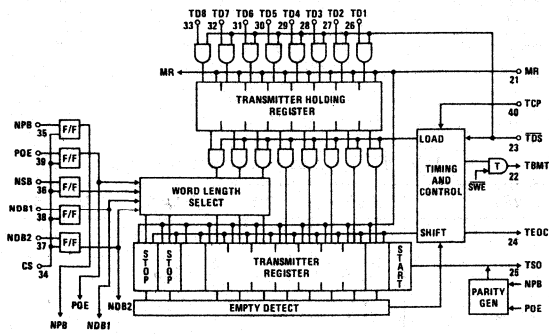 TD8 TD7 TD6 TD5 TD4 TD3 TD2 TD1
33 32 31 30 29 28 27 26
MR
MR
21
TRANSMITTER HOLDING
REGISTER
TCP
40
NPB
35
F/F
POE
39
F/F
NSB
36
F/F
NDB1
38
F/F
NDB2
37
F/F
CS
34
LOAD
TIMING
AND
CONTROL
SHIFT
TDS
23
T
TBMT
22
SWE
TEOC
24
WORD LENGTH
SELECT
STOP
STOP
TRANSMITTER
REGISTER
START
TSO
25
EMPTY DETECT
PARITY
GEN
NPB
POE
NPB
POE
NDB1
NDB2